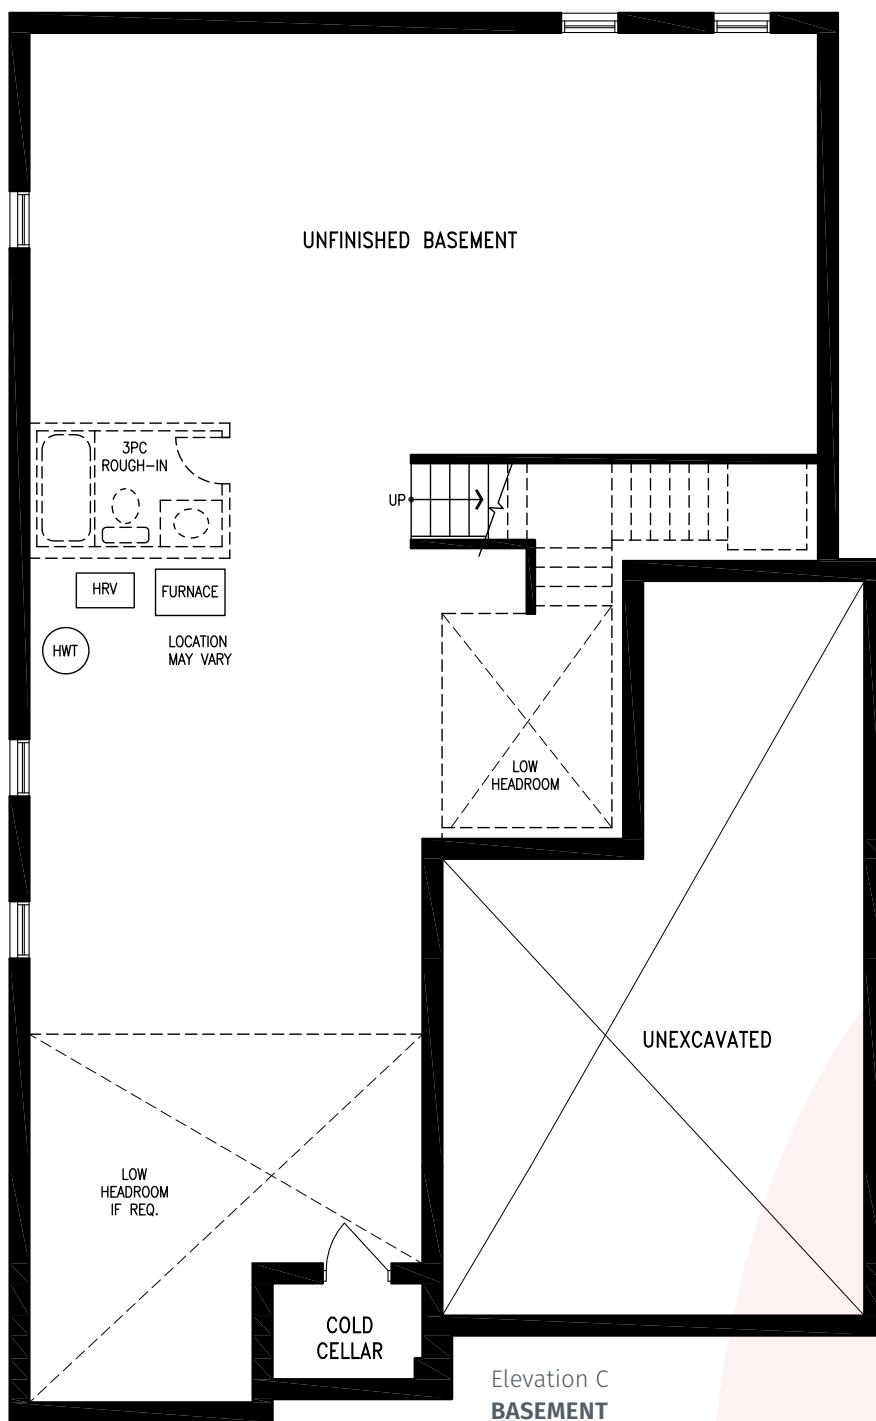 UNFINISHED BASEMENT
3PC
ROUGH-IN
UP
HRV
FURNACE
HWT
LOCATION
MAY VARY
LOW
HEADROOM
UNEXCAVATED
LOW
HEADROOM
IF REQ.
COLD
CELLAR
Elevation C
BASEMENT